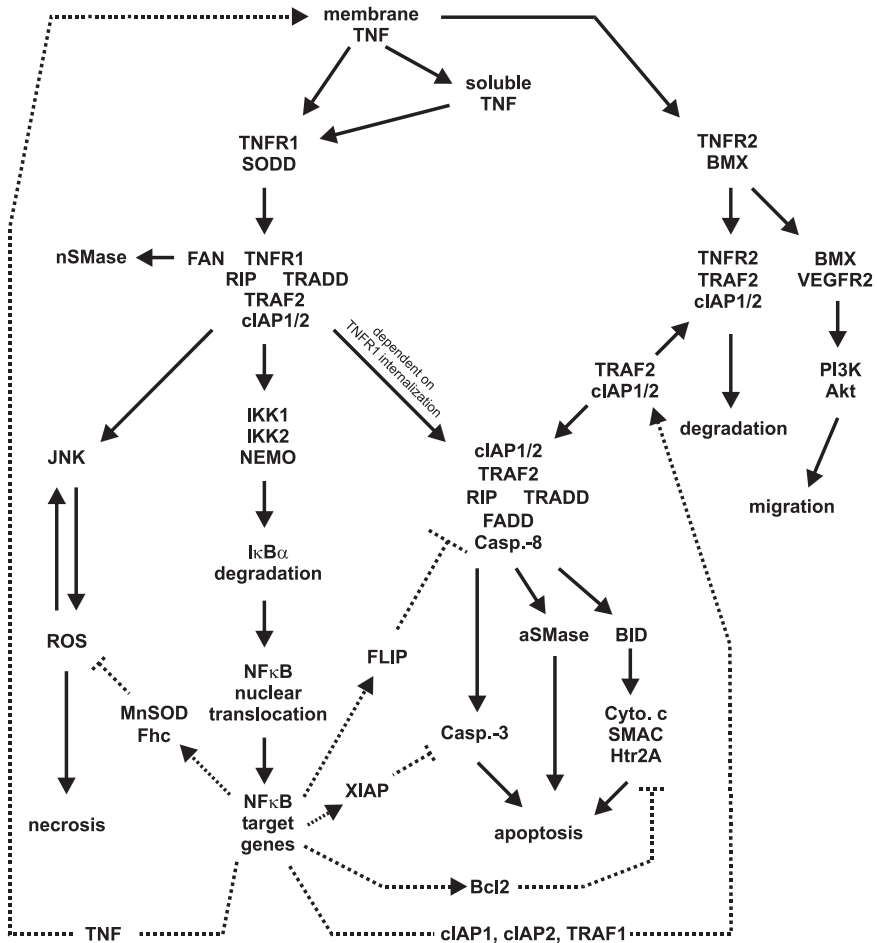 membrane
TNF
soluble
TNF
TNFR1
SODD
TNFR2
BMX
nSMase
FAN TNFR1
RIP TRADD
TRAF2
cIAP1/2
TNFR2
TRAF2
cIAP1/2
BMX
VEGFR2
dependent on
TNFR1 internalization
TRAF2
cIAP1/2
PI3K
Akt
degradation
migration
JNK
IKK1
IKK2
NEMO
cIAP1/2
TRAF2
RIP TRADD
FADD
Casp.-8
IκBα
degradation
ROS
FLIP
aSMase
BID
NFκB
nuclear
translocation
MnSOD
Fhc
Casp.-3
Cyto. c
SMAC
Htr2A
XIAP
necrosis
NFκB
target
genes
apoptosis
Bcl2
TNF
cIAP1, cIAP2, TRAF1